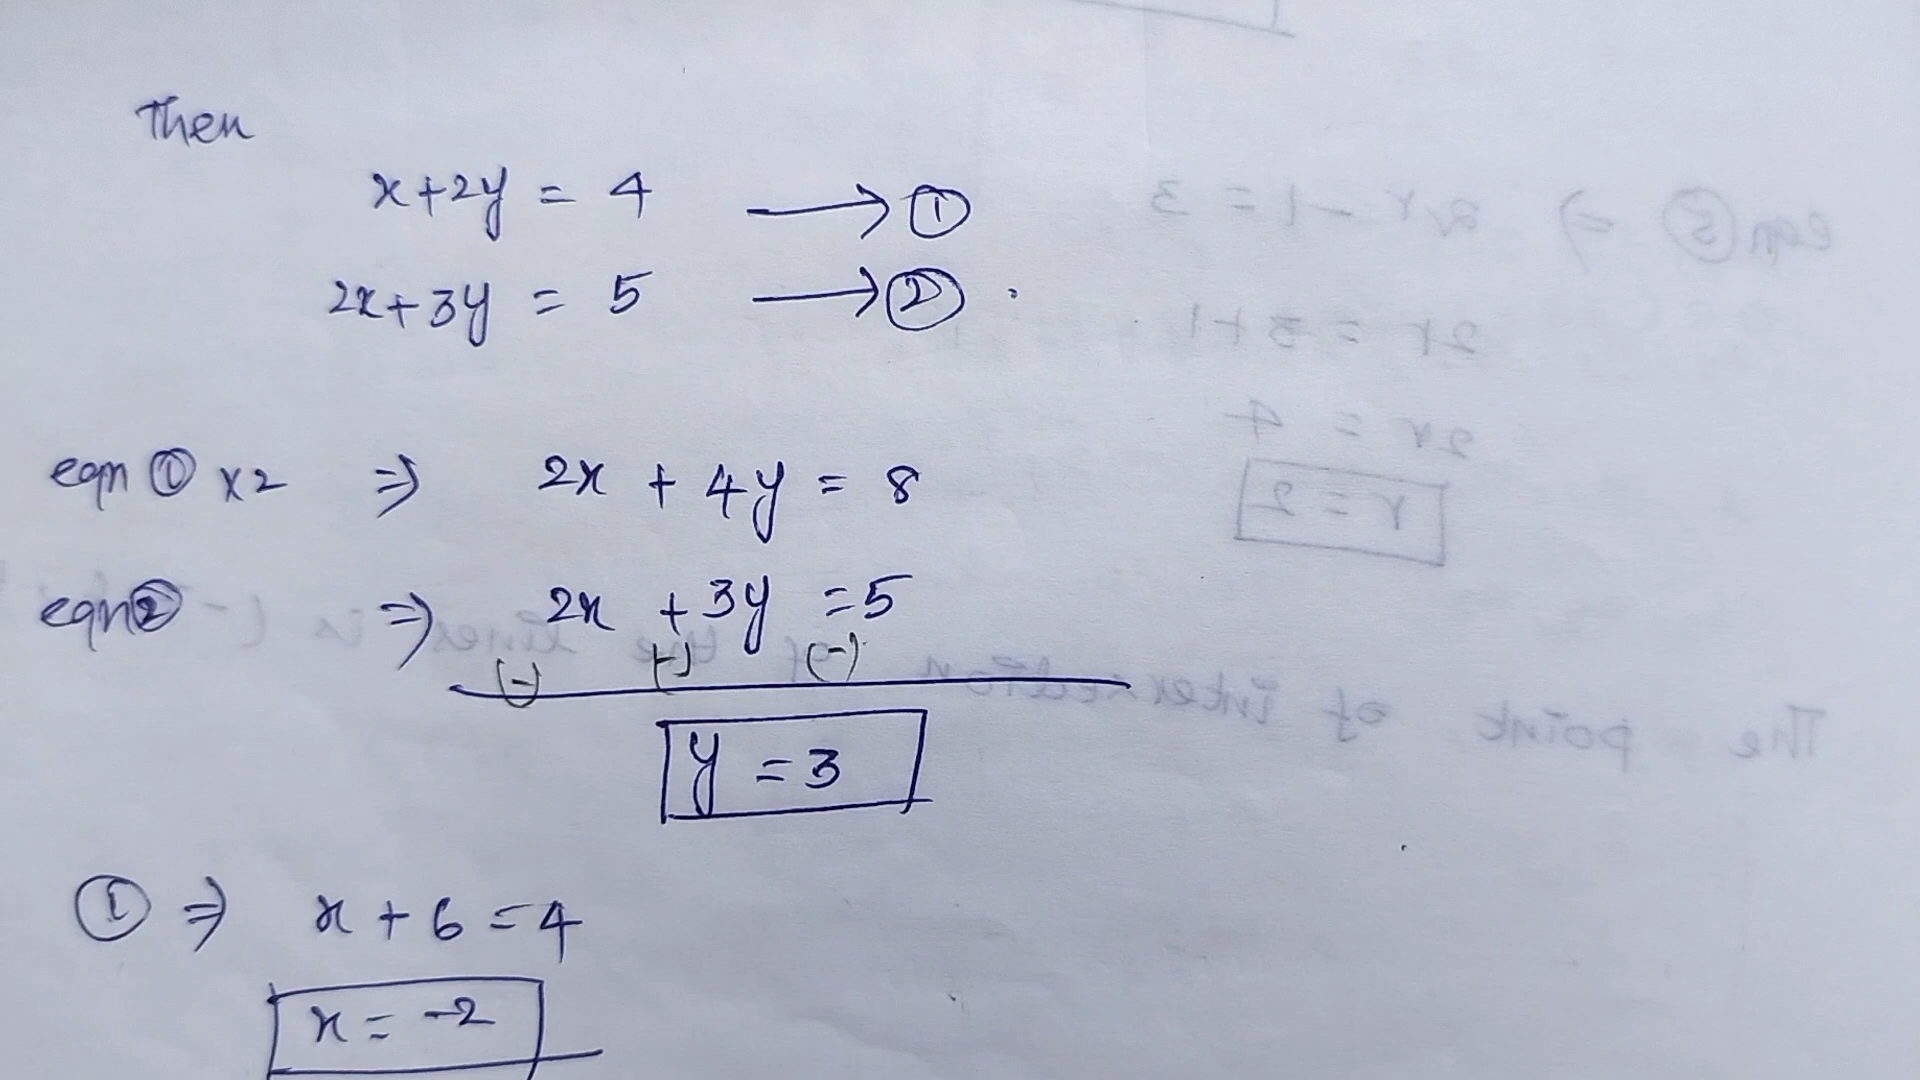 Then
x+2y = 4 ⟶ ①
2x+3y = 5 ⟶ ② .
eqn ① x2 ⇒ 2x + 4y = 8
eqn② ⇒ 2x +3y =5
(-) (-) (-)
y = 3
① ⇒ x + 6 = 4
x = -2